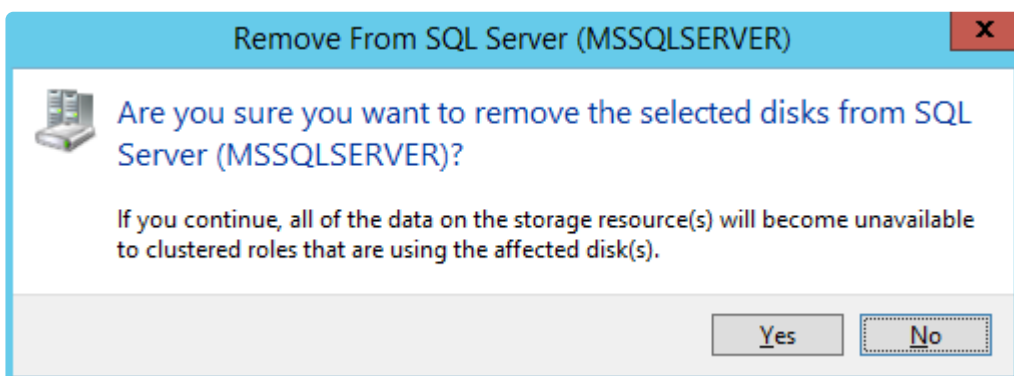 Remove From SQL Server (MSSQLSERVER)
x
Are you sure you want to remove the selected disks from SQL
Server (MSSQLSERVER)?
If you continue, all of the data on the storage resource(s) will become unavailable
to clustered roles that are using the affected disk(s).
Yes No